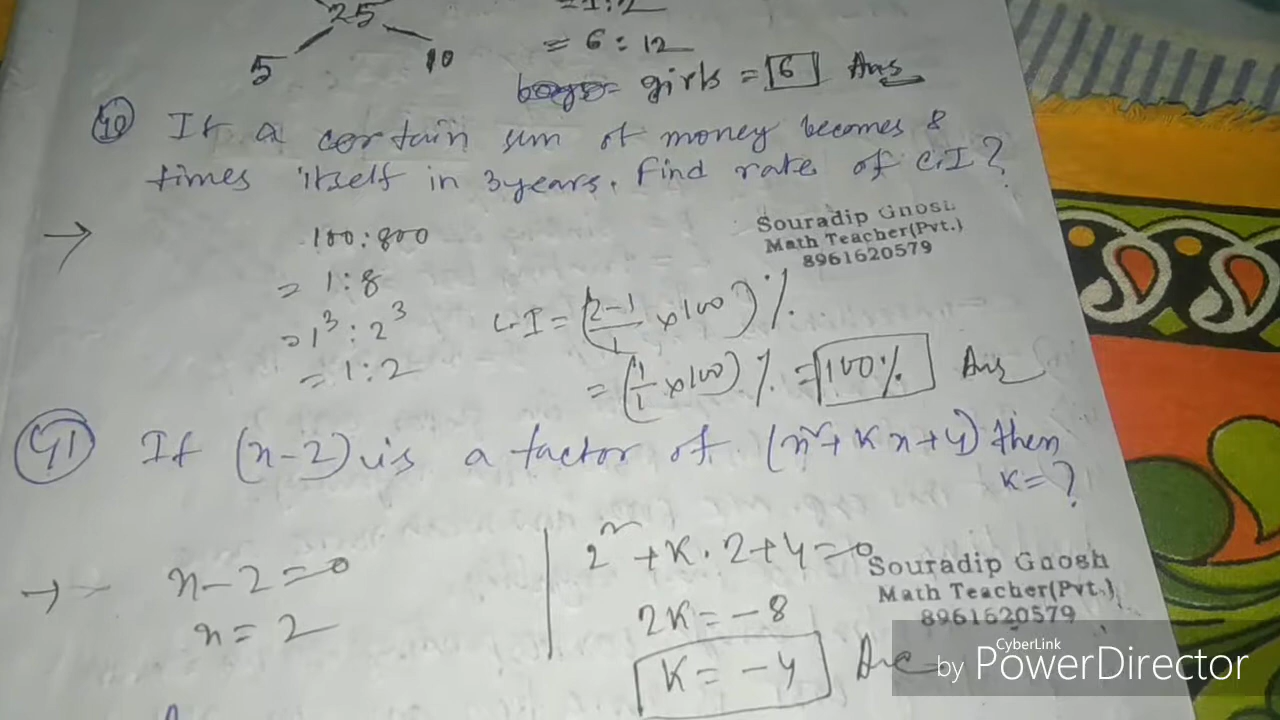 25
5 10
= 1:2
= 6:12
girls = 6 Ans
40 If a certain sum of money becomes 8
times itself in 3 years. Find rate of C.I?
→ 100:800
= 1:8
= 1³ : 2³
= 1:2
C.I = (2-1/1 × 100)%
= (1/1 × 100)% = 100% Ans
Souradip Ghosh
Math Teacher(Pvt.)
8961620579
41 If (x-2) is a factor of (x² + Kx + 4) then
K = ?
→ x-2=0
x = 2
2² + K.2+4=0
2K = -8
K = -4 Ans
Souradip Ghosh
Math Teacher(Pvt.)
8961620579
CyberLink
by PowerDirector